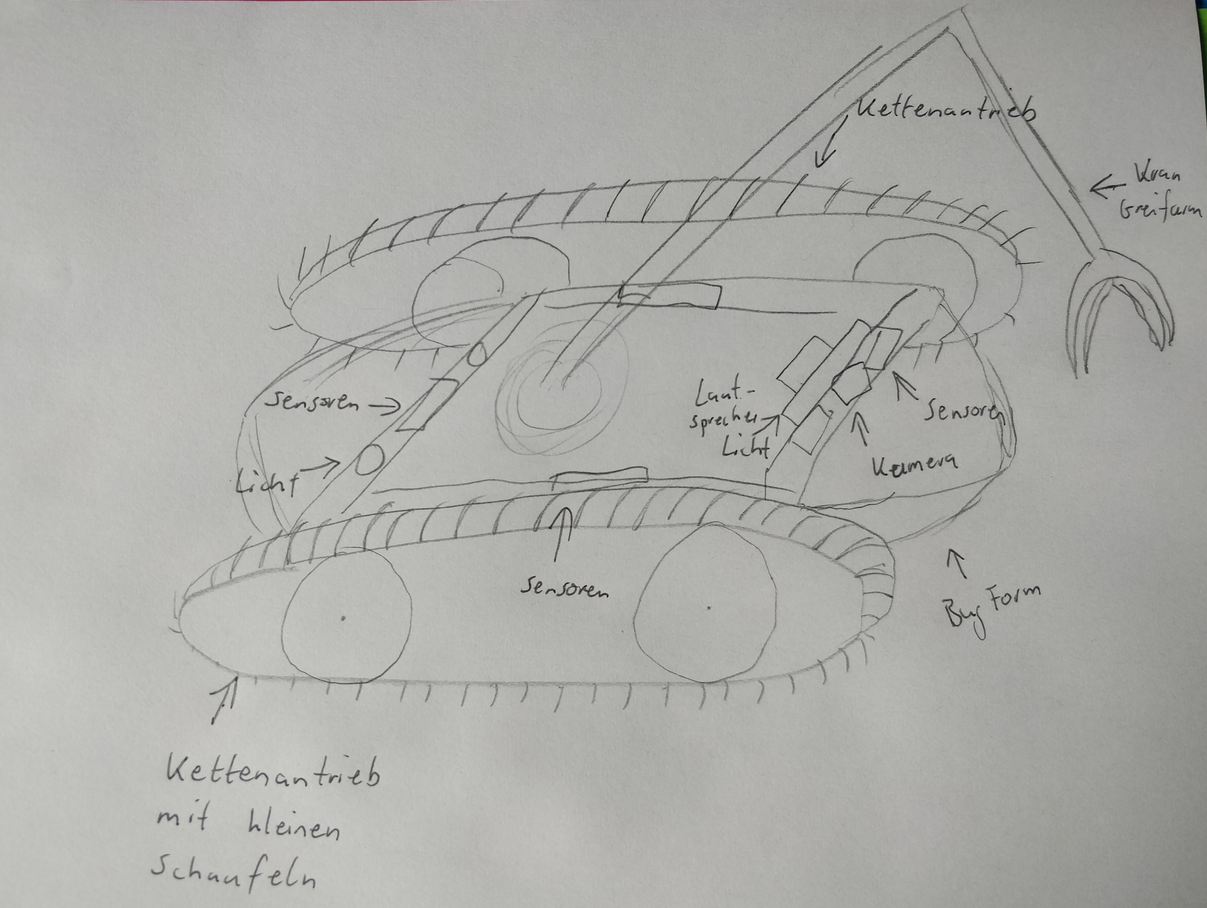 Kettenantrieb
Kran
Greifarm
Sensoren
Licht
Laut-
sprecher
Licht
Sensoren
Kamera
Sensoren
Bug Form
Kettenantrieb
mit kleinen
Schaufeln